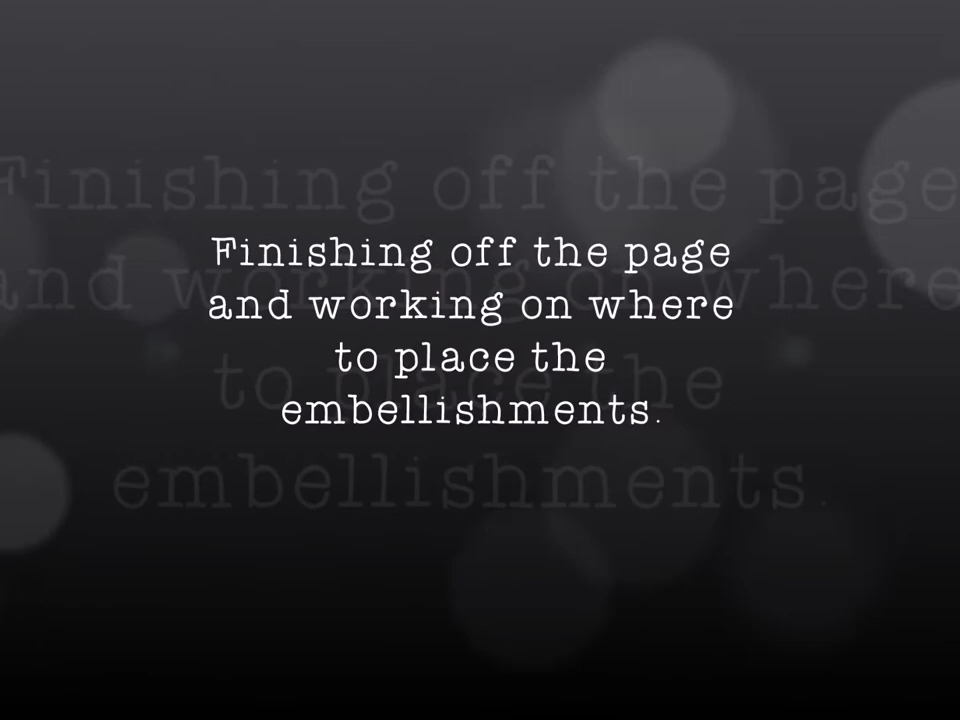 Finishing off the page
and working on where
to place the
embellishments.